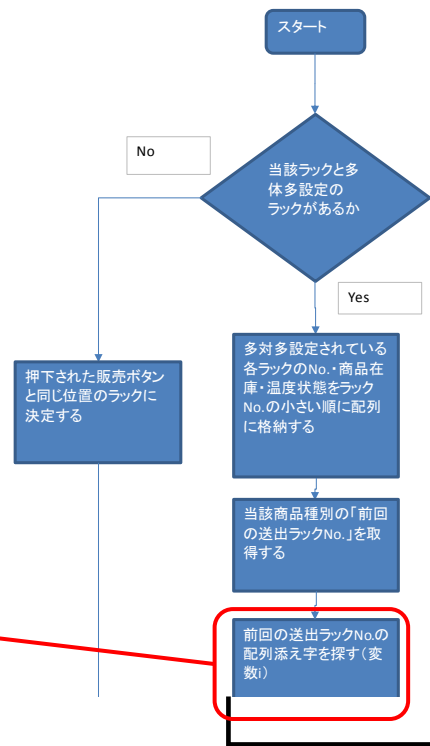 スタート
No
当該ラックと多
体多設定の
ラックがあるか
Yes
押下された販売ボタン
と同じ位置のラックに
決定する
多対多設定されている
各ラックのNo.・商品在
庫・温度状態をラック
No.の小さい順に配列
に格納する
当該商品種別の「前回
の送出ラックNo.」を取
得する
前回の送出ラックNo.の
配列添え字を探す(変
数i)